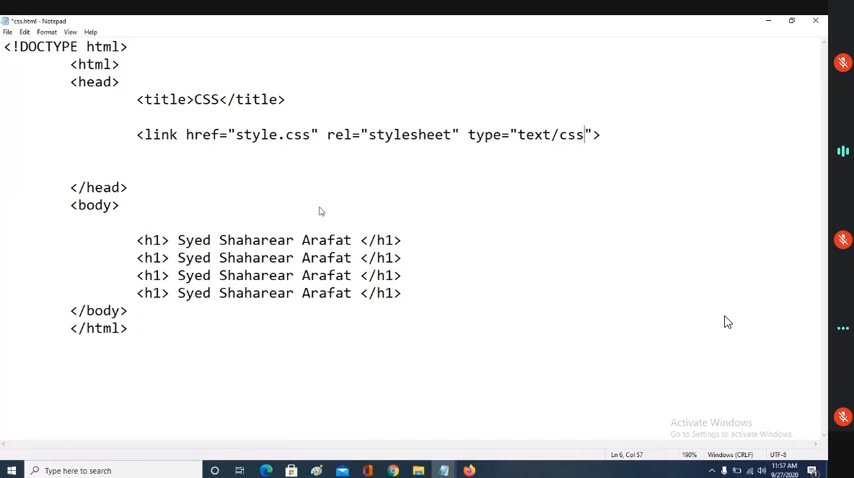 *css.html - Notepad
File Edit Format View Help
<!DOCTYPE html>
<html>
<head>
<title>CSS</title>
<link href="style.css" rel="stylesheet" type="text/css">
</head>
<body>
<h1> Syed Shaharear Arafat </h1>
<h1> Syed Shaharear Arafat </h1>
<h1> Syed Shaharear Arafat </h1>
<h1> Syed Shaharear Arafat </h1>
</body>
</html>
Activate Windows
Go to Settings to activate Windows.
Ln 6, Col 57 190% Windows (CRLF) UTF-8
Type here to search
11:57 AM
9/27/2020